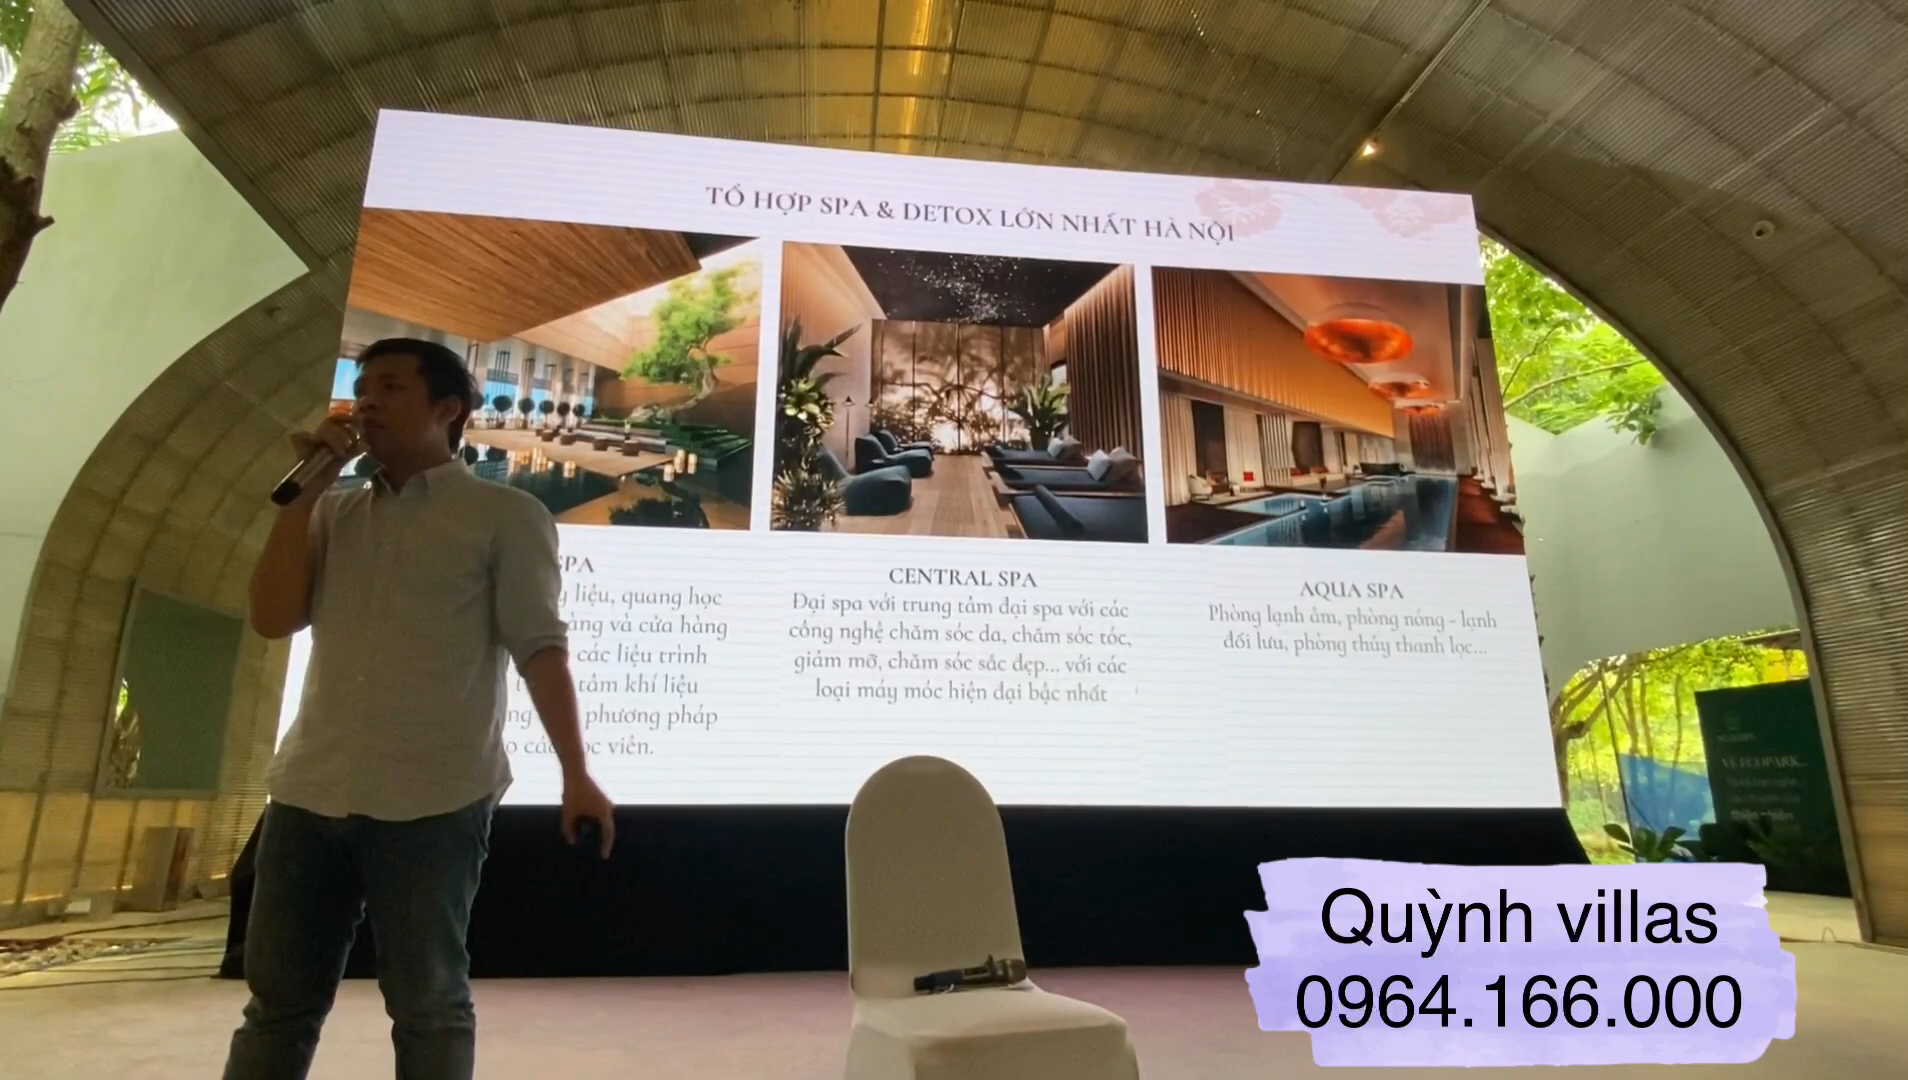 TỔ HỢP SPA & DETOX LỚN NHẤT HÀ NỘI
SPA
liệu, quang học
và cửa hàng
các liệu trình
tâm khí liệu
phương pháp
viên.
CENTRAL SPA
Đại spa với trung tâm đại spa với các
công nghệ chăm sóc da, chăm sóc tóc,
giảm mỡ, chăm sóc sắc đẹp... với các
loại máy móc hiện đại bậc nhất
AQUA SPA
Phòng lạnh âm, phòng nóng - lạnh
đối lưu, phòng thủy thanh lọc...
VỀ ECOPARK...
Quỳnh villas
0964.166.000